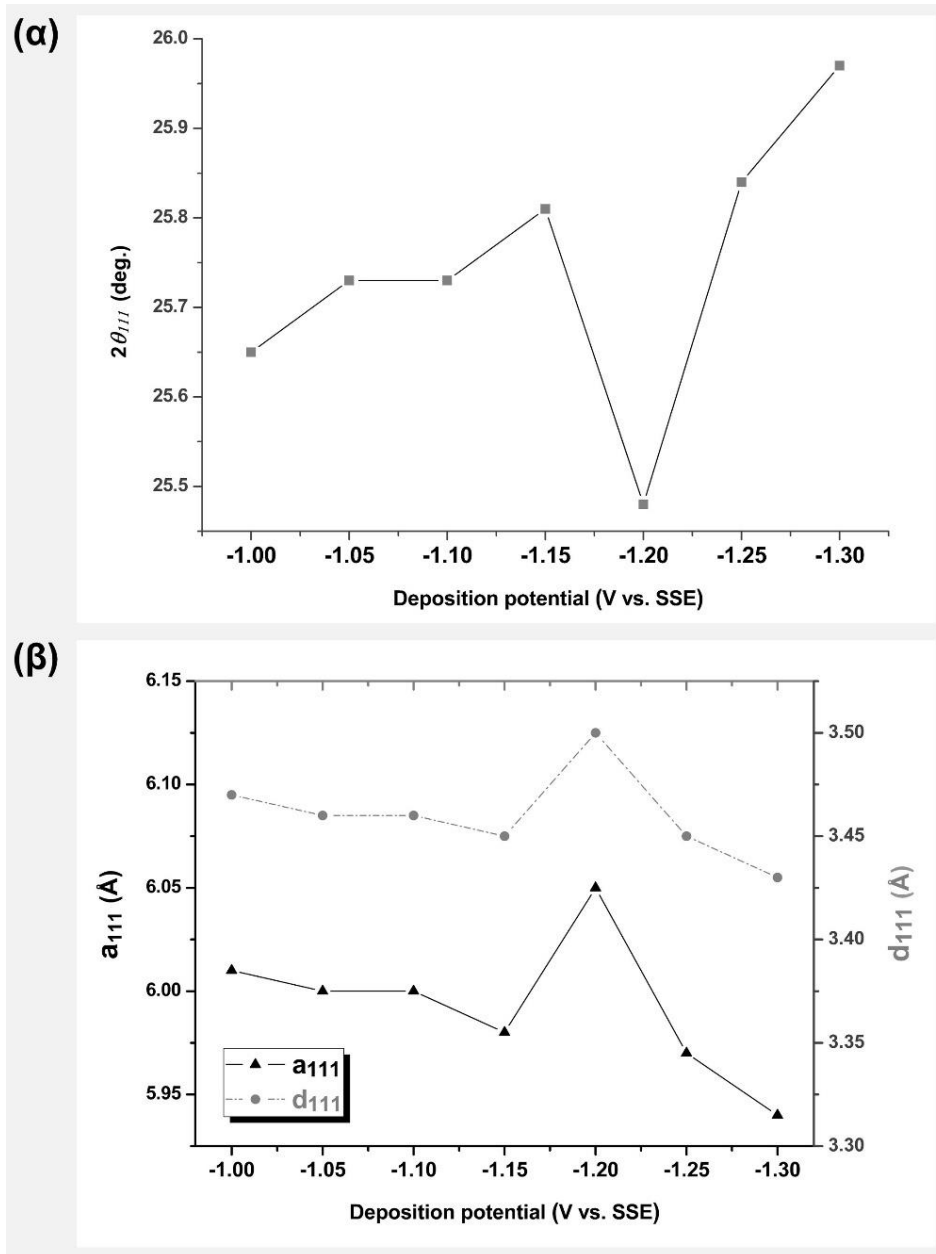 (α)
26.0
25.9
25.8
25.7
25.6
25.5
2θ111 (deg.)
-1.00 -1.05 -1.10 -1.15 -1.20 -1.25 -1.30
Deposition potential (V vs. SSE)
(β)
6.15
6.10
6.05
6.00
5.95
a111 (Å)
3.50
3.45
3.40
3.35
3.30
d111 (Å)
a111
d111
-1.00 -1.05 -1.10 -1.15 -1.20 -1.25 -1.30
Deposition potential (V vs. SSE)